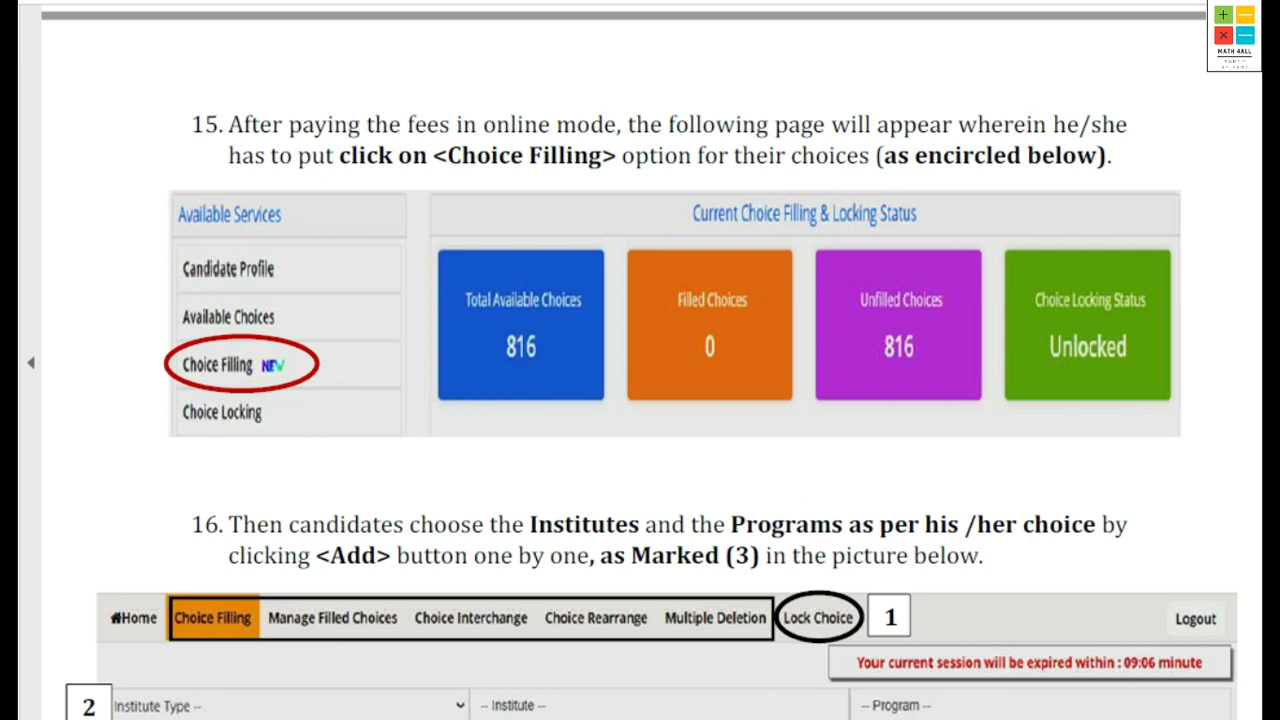 MATH 4ALL
15. After paying the fees in online mode, the following page will appear wherein he/she
has to put click on <Choice Filling> option for their choices (as encircled below).
Available Services
Current Choice Filling & Locking Status
Candidate Profile
Available Choices
Choice Filling NEW
Choice Locking
Total Available Choices
816
Filled Choices
0
Unfilled Choices
816
Choice Locking Status
Unlocked
16. Then candidates choose the Institutes and the Programs as per his /her choice by
clicking <Add> button one by one, as Marked (3) in the picture below.
Home Choice Filling Manage Filled Choices Choice Interchange Choice Rearrange Multiple Deletion Lock Choice 1 Logout
Your current session will be expired within : 09:06 minute
2 Institute Type -- -- Institute -- -- Program --